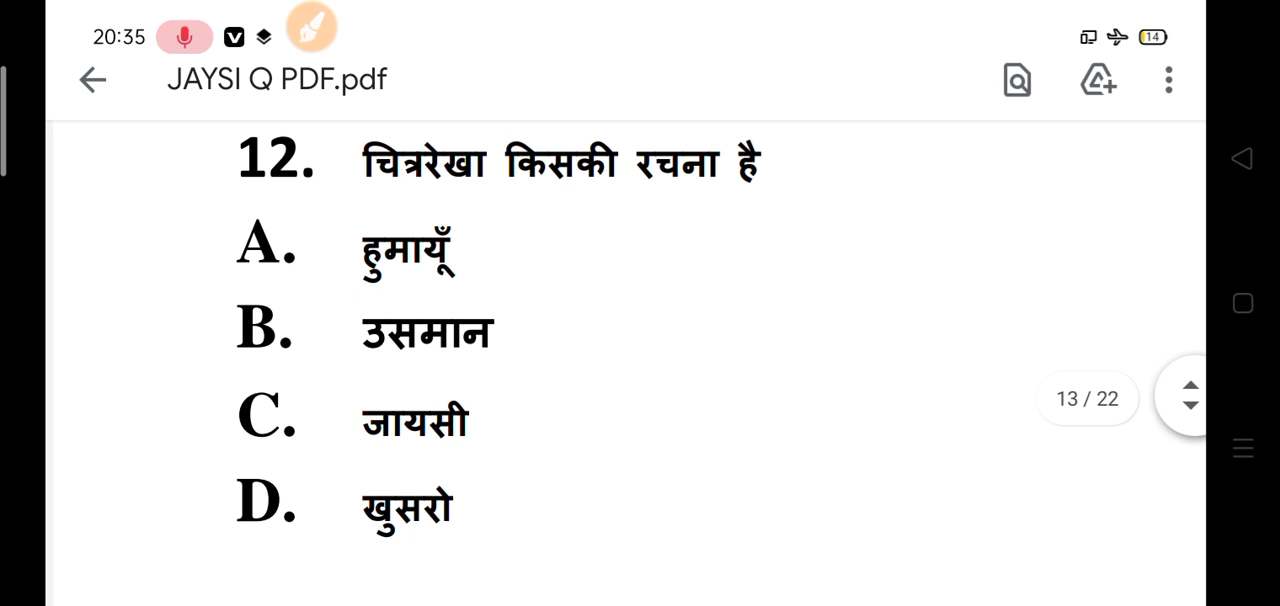 20:35
14
JAYSI Q PDF.pdf
12. चित्ररेखा किसकी रचना है
A. हुमायूँ
B. उसमान
C. जायसी
13 / 22
D. खुसरो